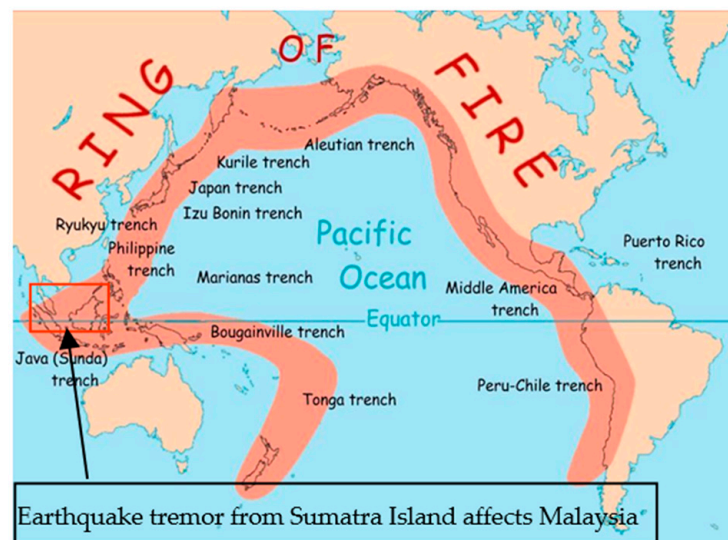 RING OF FIRE
Aleutian trench
Kurile trench
Japan trench
Izu Bonin trench
Ryukyu trench
Philippine
trench
Pacific
Ocean
Puerto Rico
trench
Marianas trench
Middle America
trench
Equator
Bougainville trench
Java (Sunda)
trench
Peru-Chile trench
Tonga trench
Earthquake tremor from Sumatra Island affects Malaysia